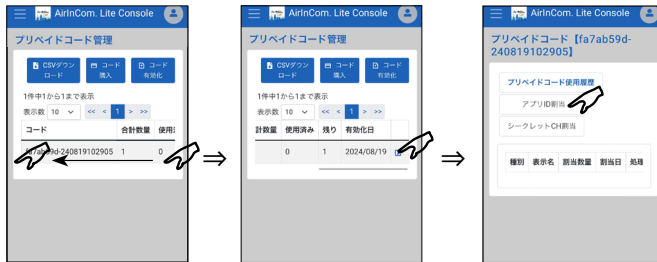 AirInCom. Lite Console
プリペイドコード管理
CSVダウン
ロード
コード
購入
コード
有効化
1件中1から1まで表示
表示数 10 << < 1 > >>
コード 合計数量 使用
fa7ab59d-240819102905 1 0
⇒
AirInCom. Lite Console
プリペイドコード管理
CSVダウン
ロード
コード
購入
コード
有効化
1件中1から1まで表示
表示数 10 << < 1 > >>
計数量 使用済み 残り 有効化日
0 1 2024/08/19
⇒
AirInCom. Lite Console
プリペイドコード【fa7ab59d-
240819102905】
プリペイドコード使用履歴
アプリID割当
シークレットCH割当
種別 表示名 割当数量 割当日 処理